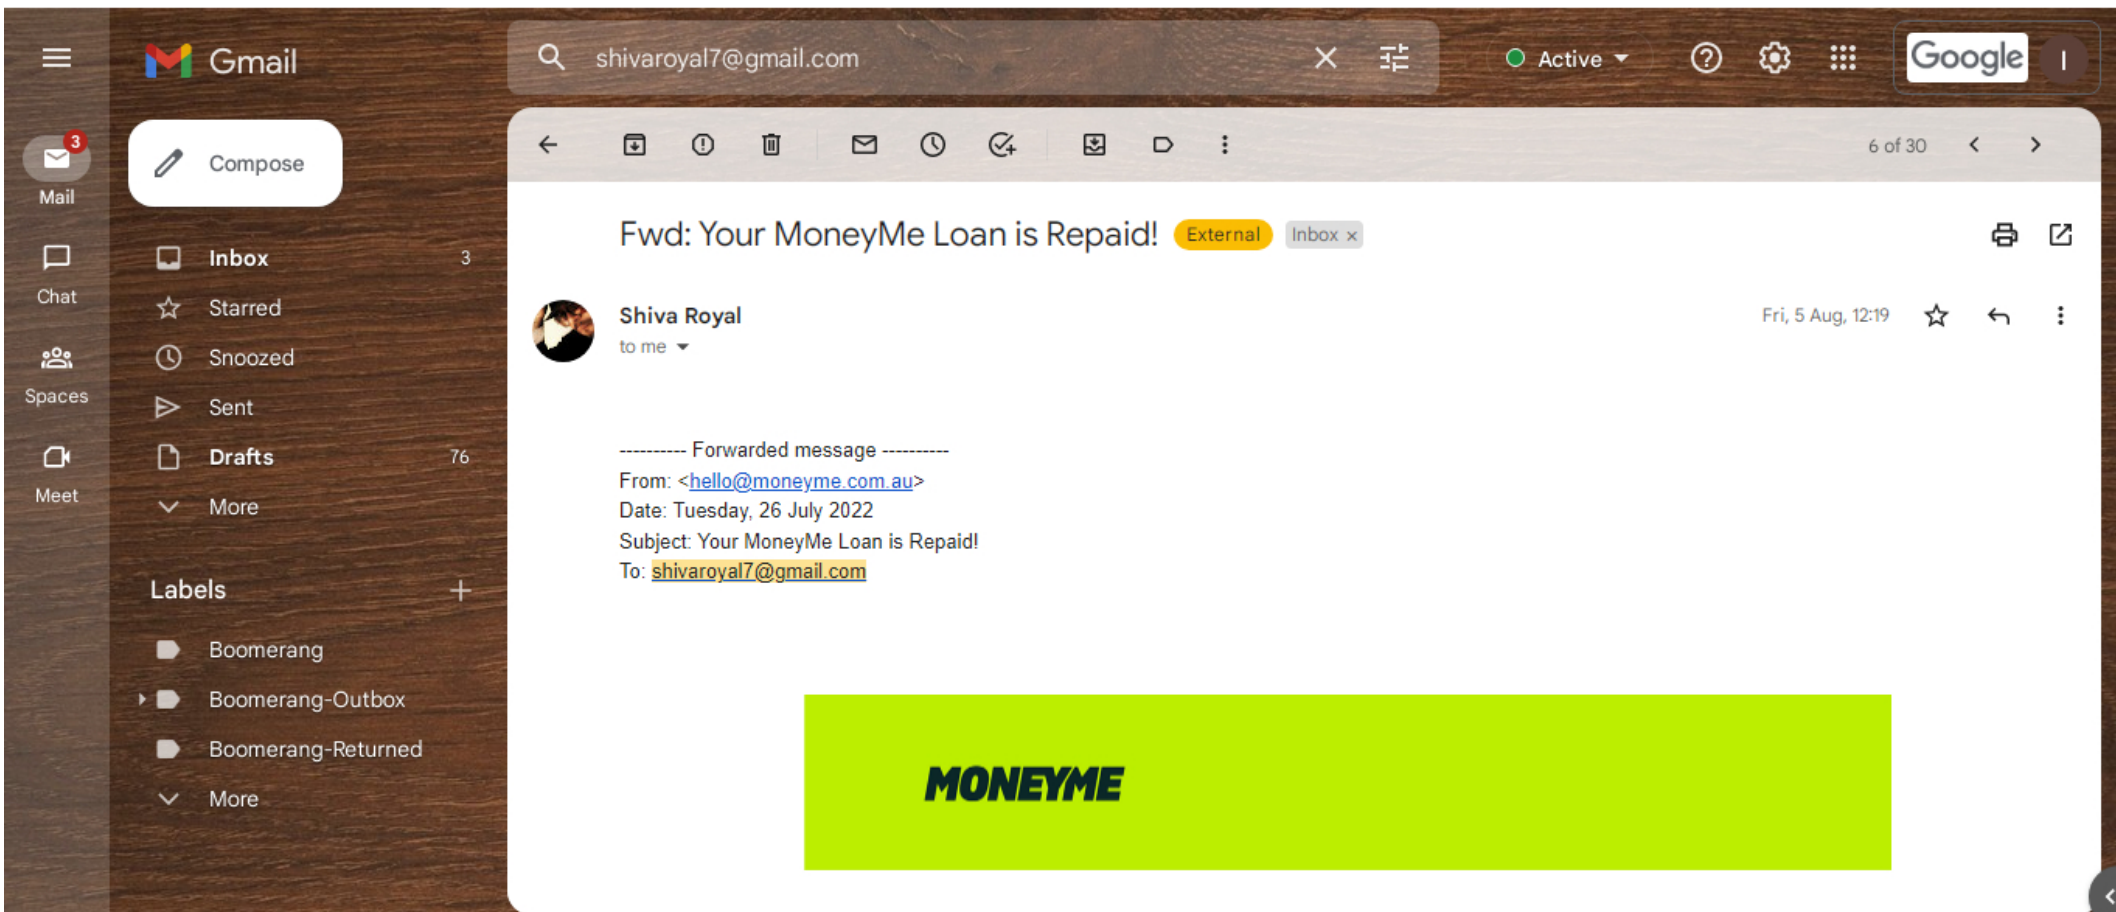 Gmail
shivaroyal7@gmail.com
Active
Google
I
3
Mail
Chat
Spaces
Meet
Compose
Inbox 3
Starred
Snoozed
Sent
Drafts 76
More
Labels
Boomerang
Boomerang-Outbox
Boomerang-Returned
More
6 of 30
Fwd: Your MoneyMe Loan is Repaid! External Inbox x
Shiva Royal
to me
Fri, 5 Aug, 12:19
---------- Forwarded message ----------
From: <hello@moneyme.com.au>
Date: Tuesday, 26 July 2022
Subject: Your MoneyMe Loan is Repaid!
To: shivaroyal7@gmail.com
MONEYME